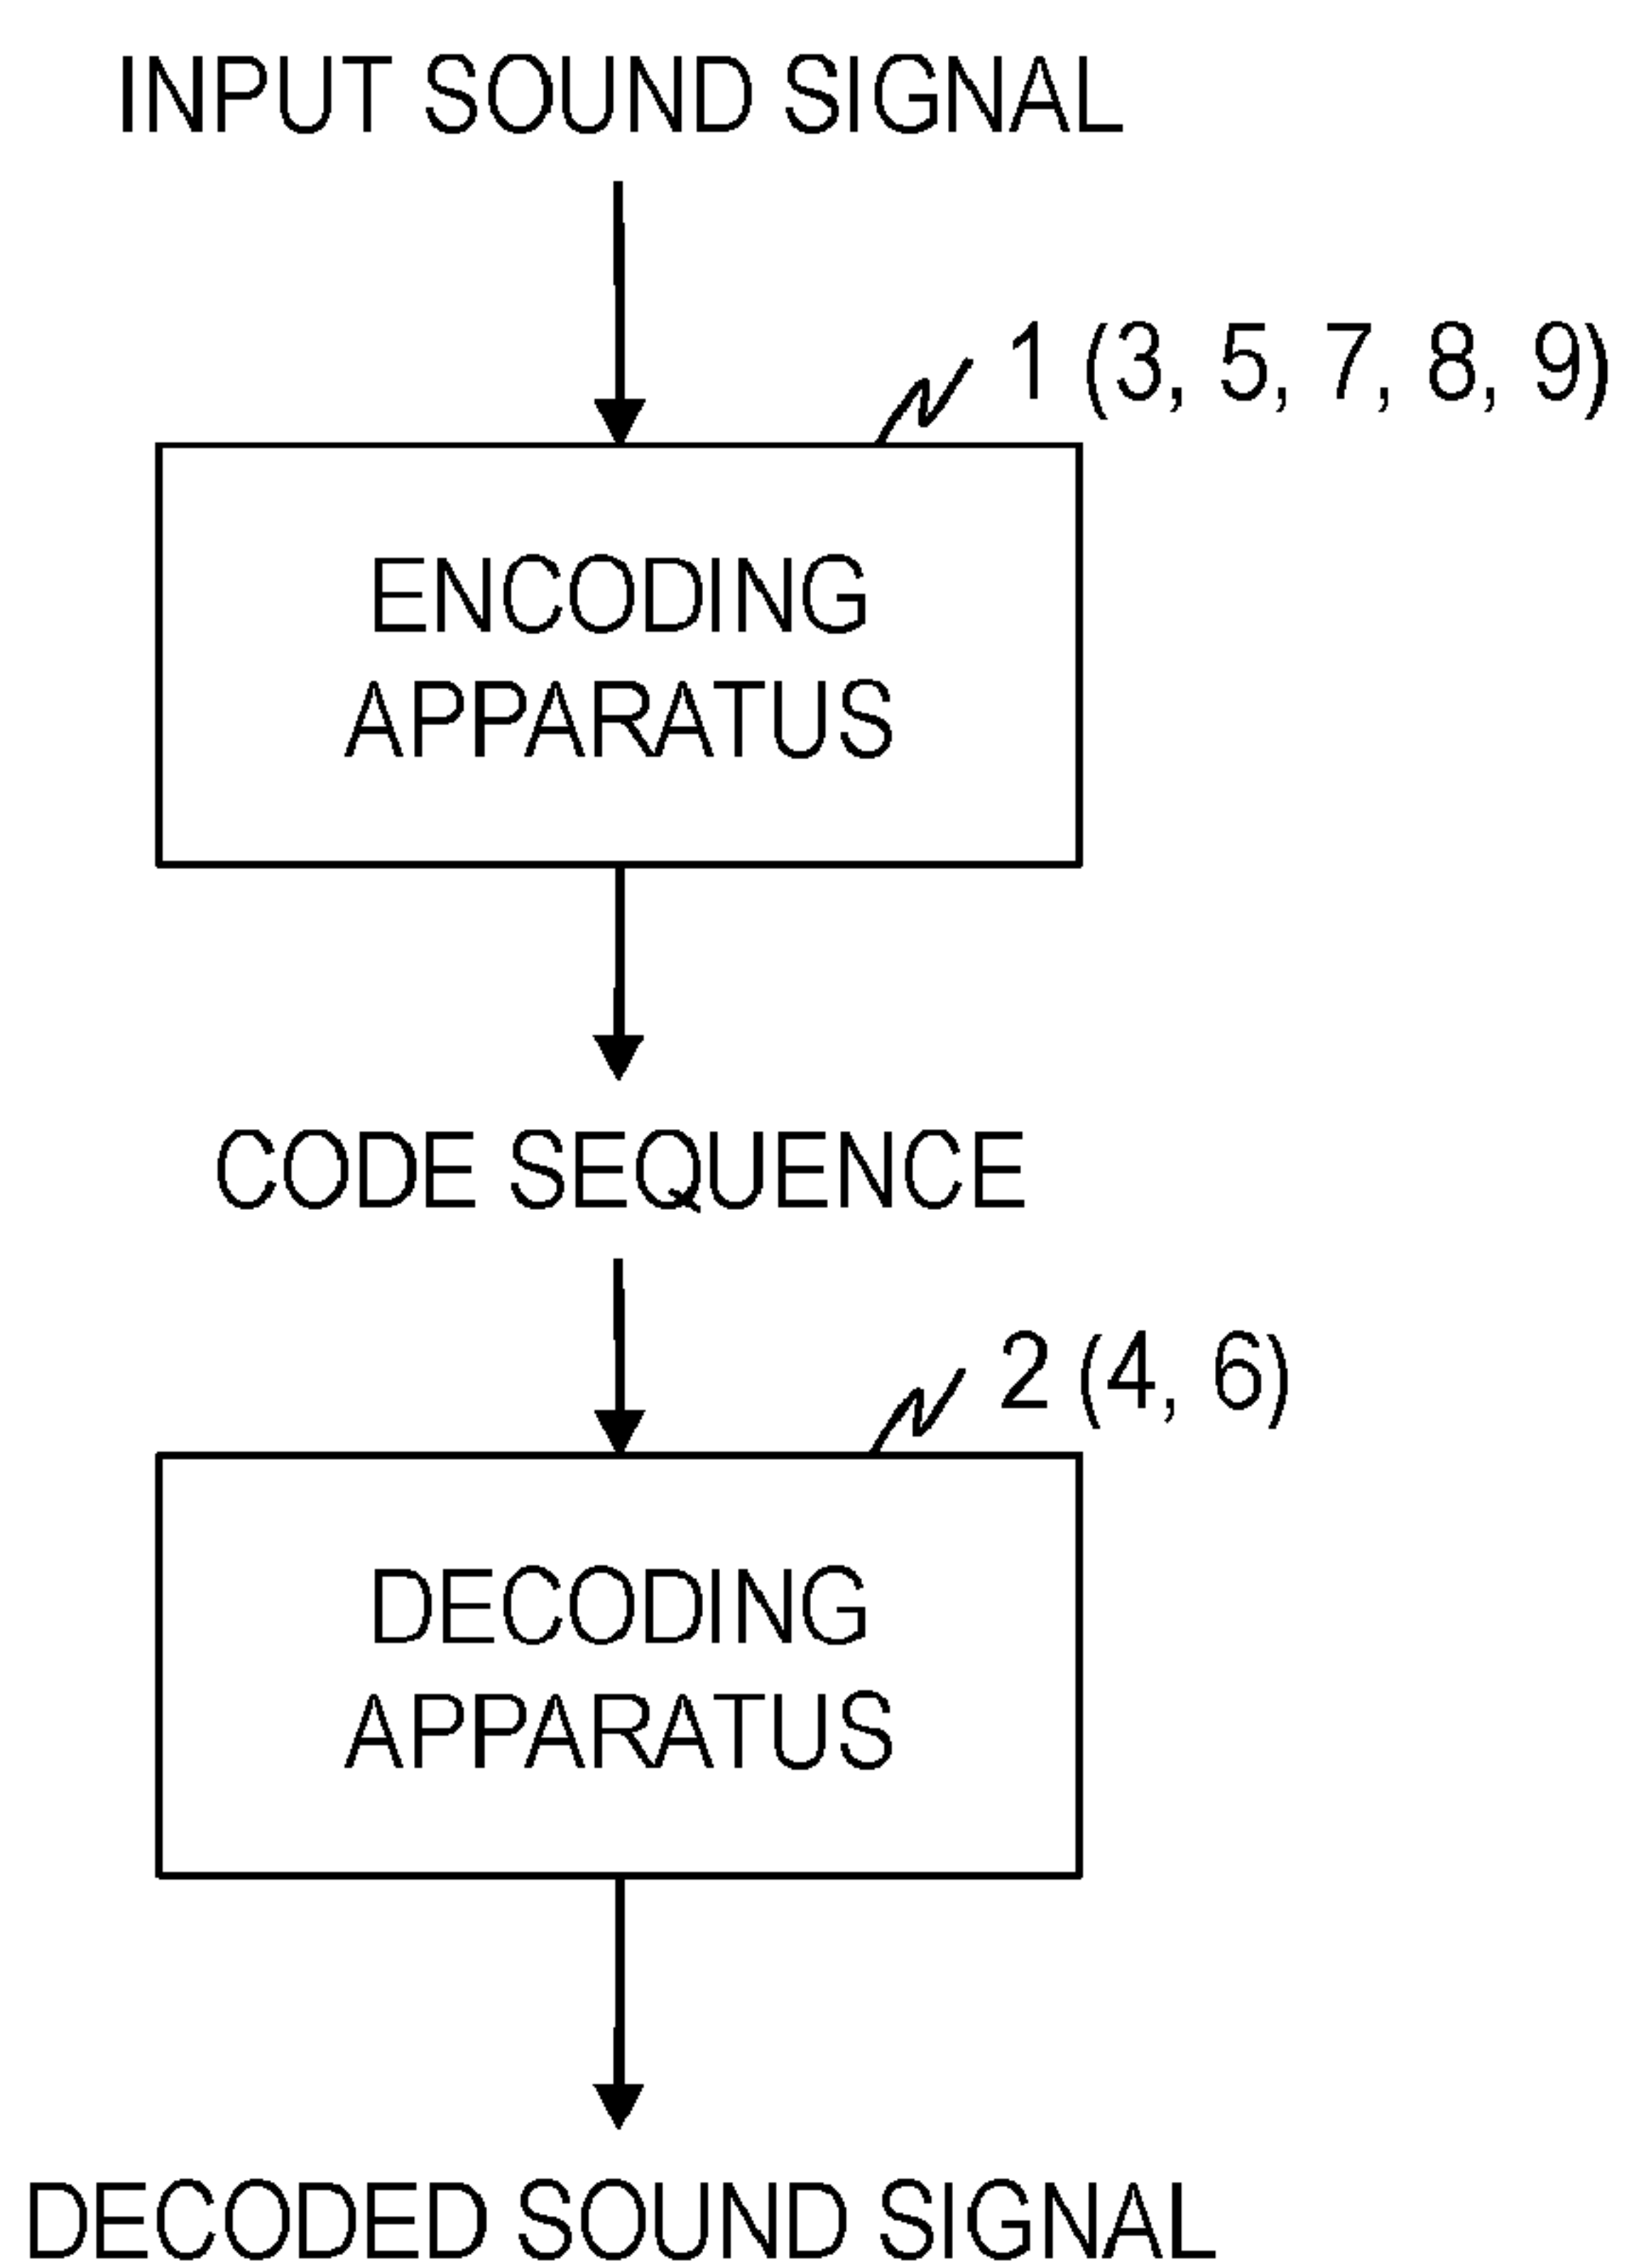 INPUT SOUND SIGNAL
1 (3, 5, 7, 8, 9)
ENCODING
APPARATUS
CODE SEQUENCE
2 (4, 6)
DECODING
APPARATUS
DECODED SOUND SIGNAL